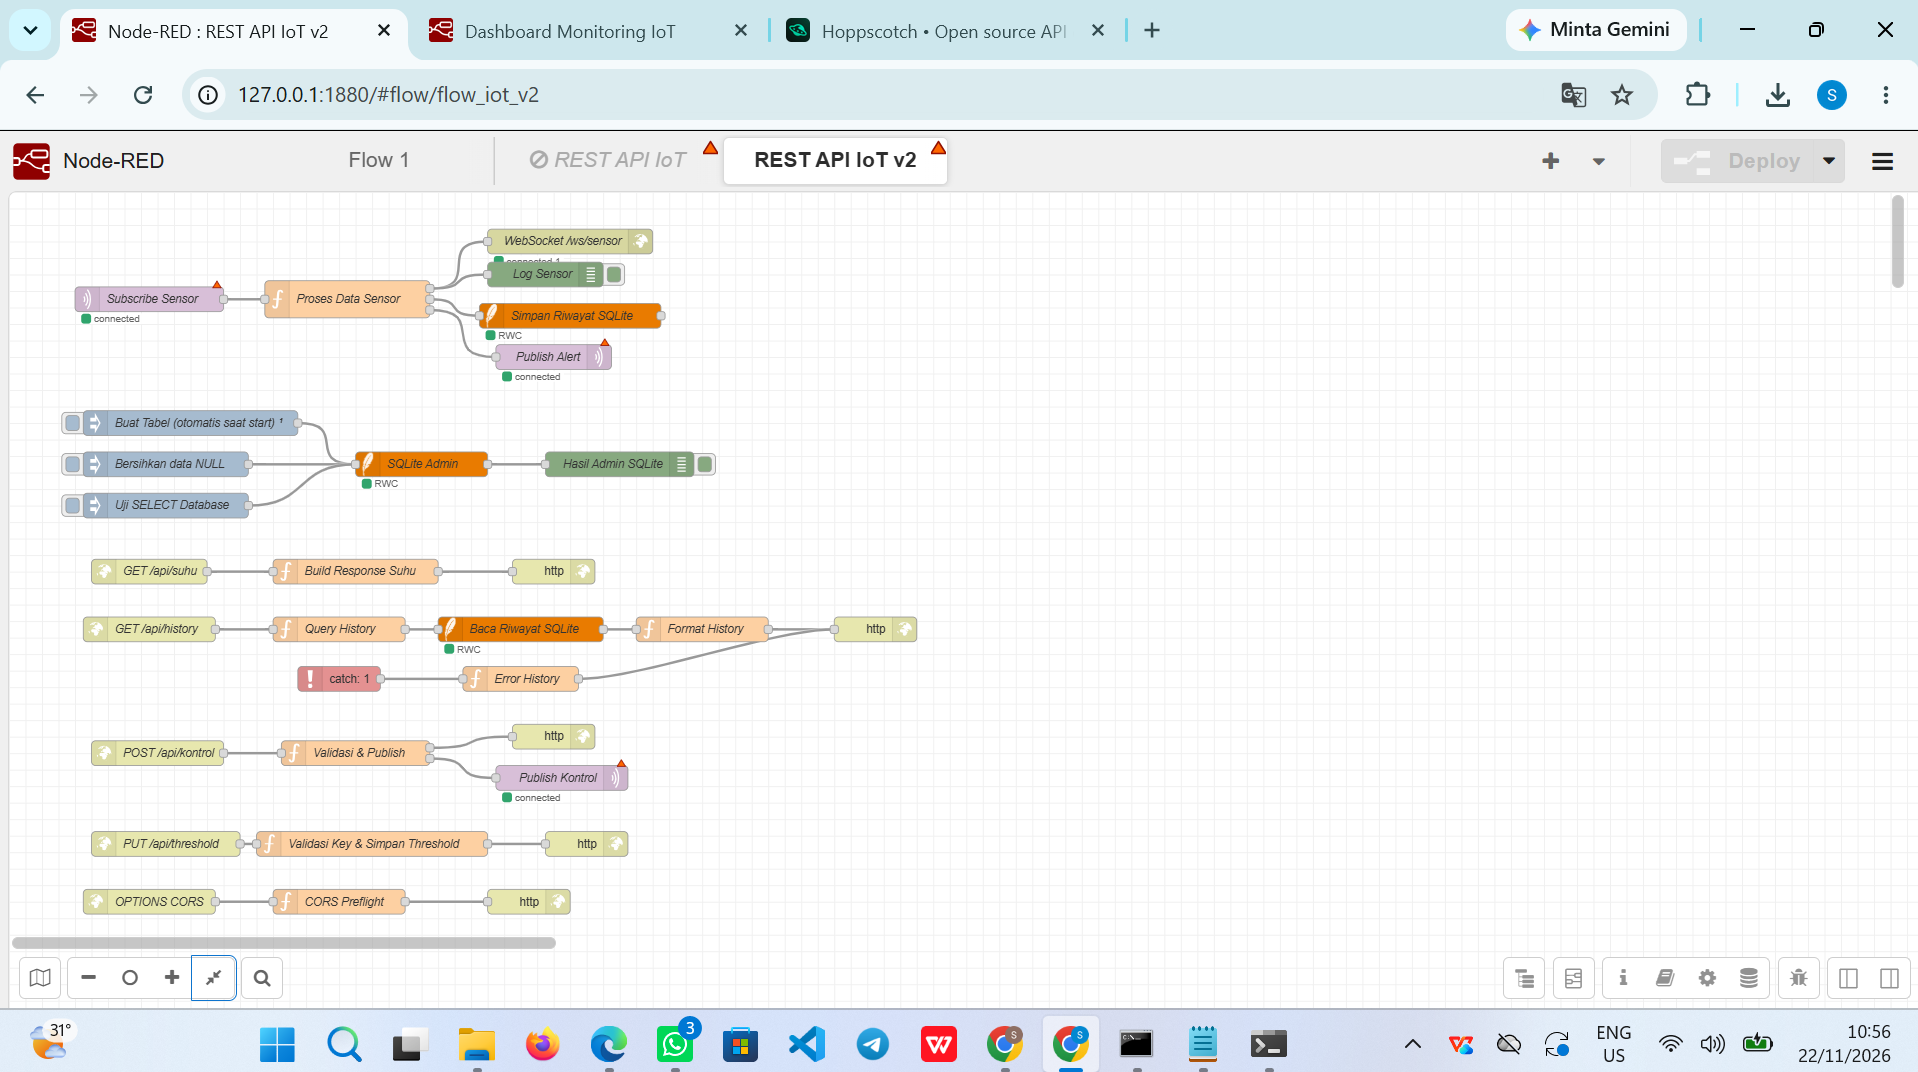 Node-RED : REST API IoT v2
Dashboard Monitoring IoT
Hoppscotch • Open source API
Minta Gemini
127.0.0.1:1880/#flow/flow_iot_v2
S
Node-RED
Flow 1
REST API IoT
REST API IoT v2
Deploy
WebSocket /ws/sensor
connected 1
Log Sensor
Subscribe Sensor
connected
Proses Data Sensor
Simpan Riwayat SQLite
RWC
Publish Alert
connected
Buat Tabel (otomatis saat start) ¹
Bersihkan data NULL
SQLite Admin
RWC
Hasil Admin SQLite
Uji SELECT Database
GET /api/suhu
Build Response Suhu
http
GET /api/history
Query History
Baca Riwayat SQLite
RWC
Format History
http
catch: 1
Error History
POST /api/kontrol
Validasi & Publish
http
Publish Kontrol
connected
PUT /api/threshold
Validasi Key & Simpan Threshold
http
OPTIONS CORS
CORS Preflight
http
31°
3
S
S
ENG
US
10:56
22/11/2026